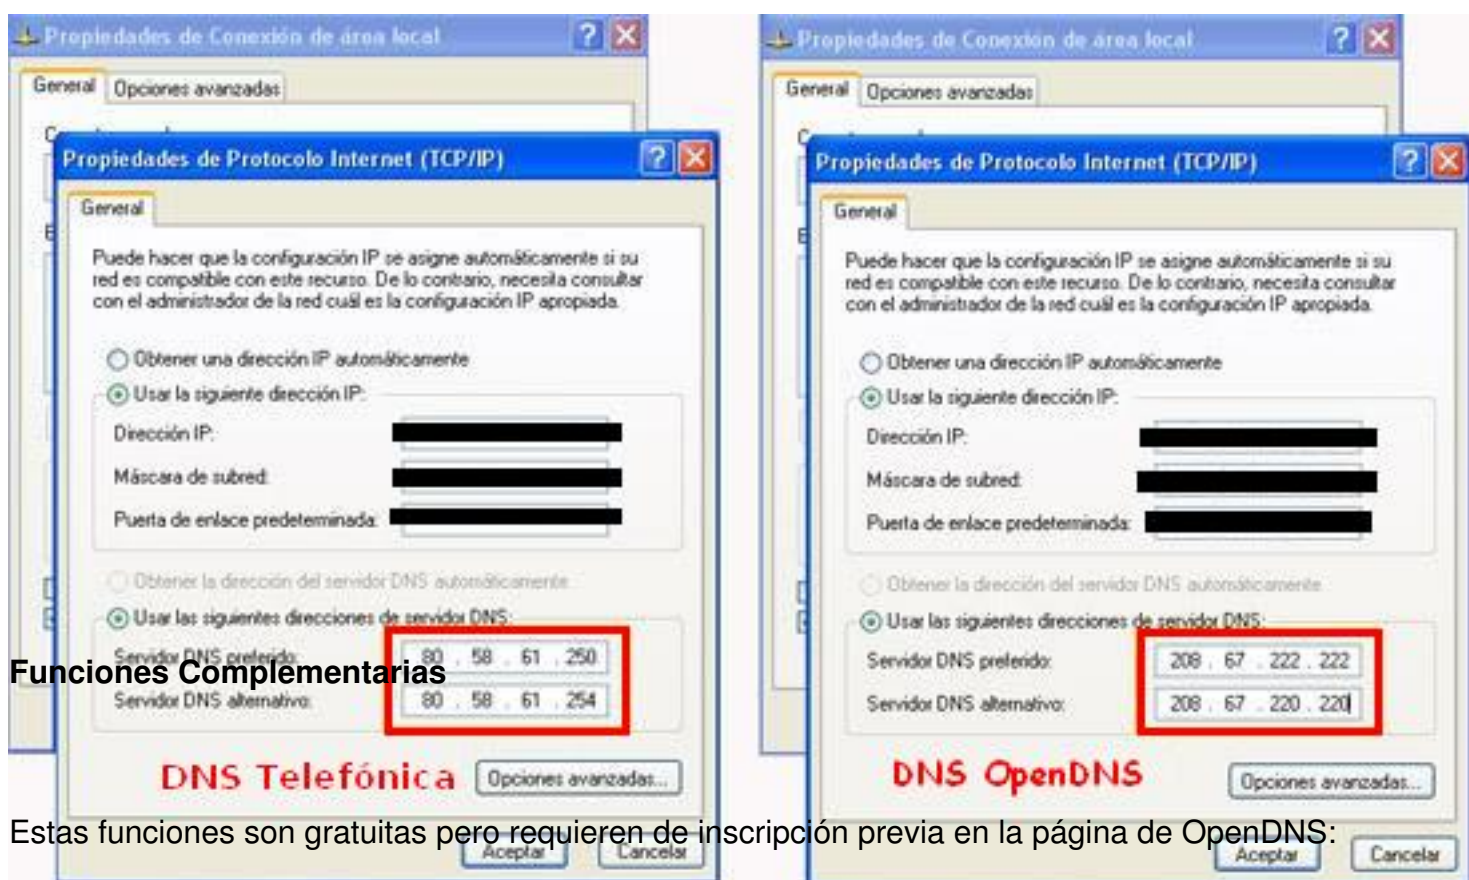 Propiedades de Conexión de área local
General
Opciones avanzadas
Propiedades de Protocolo Internet (TCP/IP)
General
Puede hacer que la configuración IP se asigne automáticamente si su
red es compatible con este recurso. De lo contrario, necesita consultar
con el administrador de la red cuál es la configuración IP apropiada.
Obtener una dirección IP automáticamente
Usar la siguiente dirección IP:
Dirección IP:
Máscara de subred:
Puerta de enlace predeterminada:
Obtener la dirección del servidor DNS automáticamente
Usar las siguientes direcciones de servidor DNS:
Servidor DNS preferido: 80 . 58 . 61 . 250
Servidor DNS alternativo: 80 . 58 . 61 . 254
DNS Telefónica
Opciones avanzadas...
Aceptar
Cancelar
Propiedades de Conexión de área local
General
Opciones avanzadas
Propiedades de Protocolo Internet (TCP/IP)
General
Puede hacer que la configuración IP se asigne automáticamente si su
red es compatible con este recurso. De lo contrario, necesita consultar
con el administrador de la red cuál es la configuración IP apropiada.
Obtener una dirección IP automáticamente
Usar la siguiente dirección IP:
Dirección IP:
Máscara de subred:
Puerta de enlace predeterminada:
Obtener la dirección del servidor DNS automáticamente
Usar las siguientes direcciones de servidor DNS:
Servidor DNS preferido: 208 . 67 . 222 . 222
Servidor DNS alternativo: 208 . 67 . 220 . 220
DNS OpenDNS
Opciones avanzadas...
Aceptar
Cancelar
Funciones Complementarias
Estas funciones son gratuitas pero requieren de inscripción previa en la página de OpenDNS: